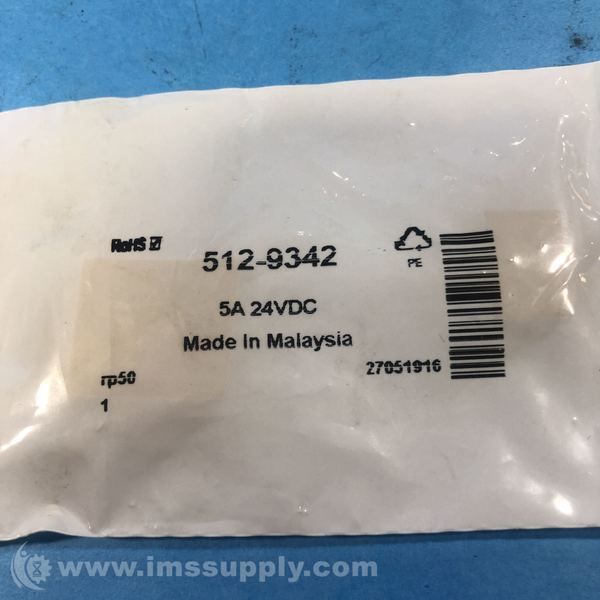 RoHS ☑
512-9342
PE
5A 24VDC
Made In Malaysia
27051916
rp50
1
www.imssupply.com